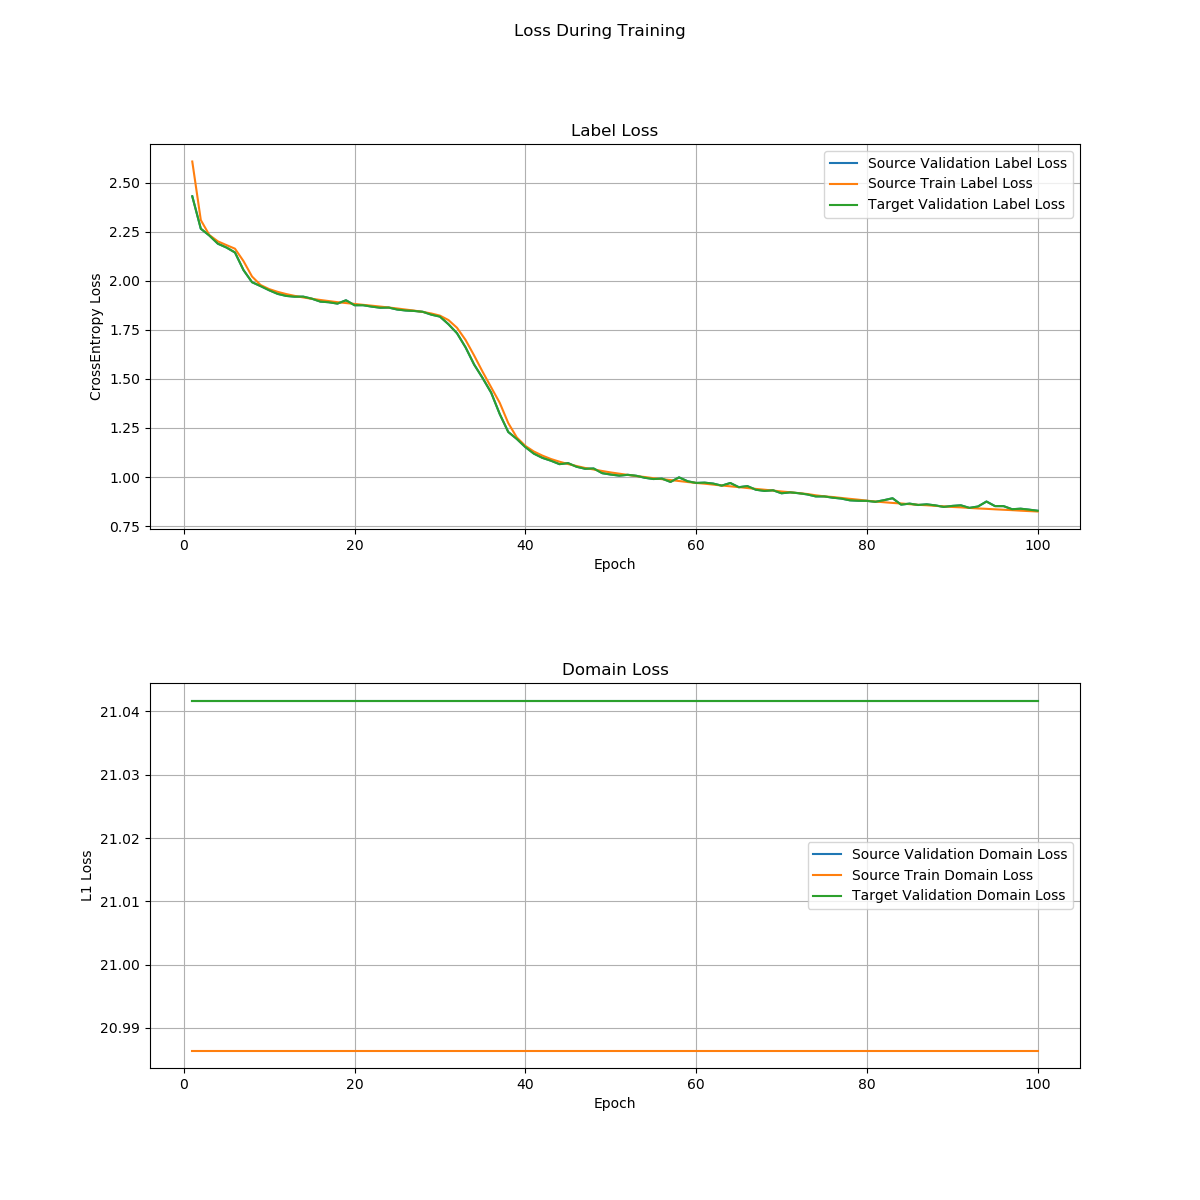 Loss During Training
Label Loss
Source Validation Label Loss
Source Train Label Loss
Target Validation Label Loss
CrossEntropy Loss
2.50
2.25
2.00
1.75
1.50
1.25
1.00
0.75
0 20 40 60 80 100
Epoch
Domain Loss
Source Validation Domain Loss
Source Train Domain Loss
Target Validation Domain Loss
L1 Loss
21.04
21.03
21.02
21.01
21.00
20.99
0 20 40 60 80 100
Epoch